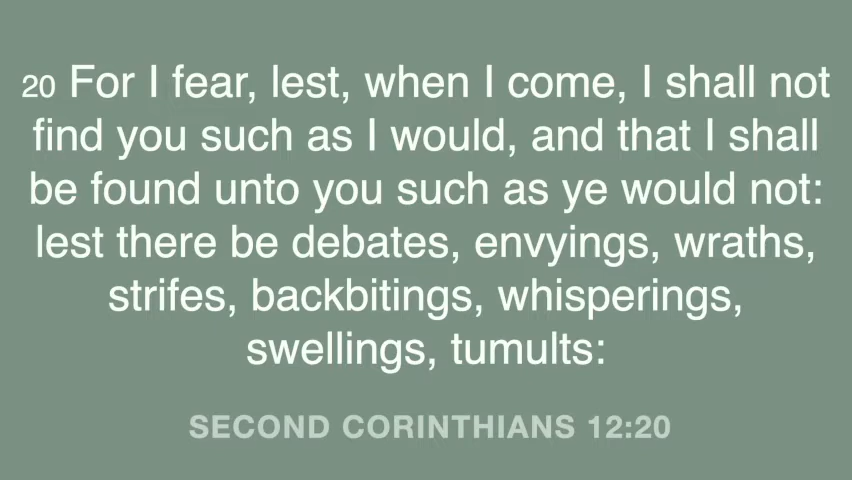 20 For I fear, lest, when I come, I shall not
find you such as I would, and that I shall
be found unto you such as ye would not:
lest there be debates, envyings, wraths,
strifes, backbitings, whisperings,
swellings, tumults:
SECOND CORINTHIANS 12:20